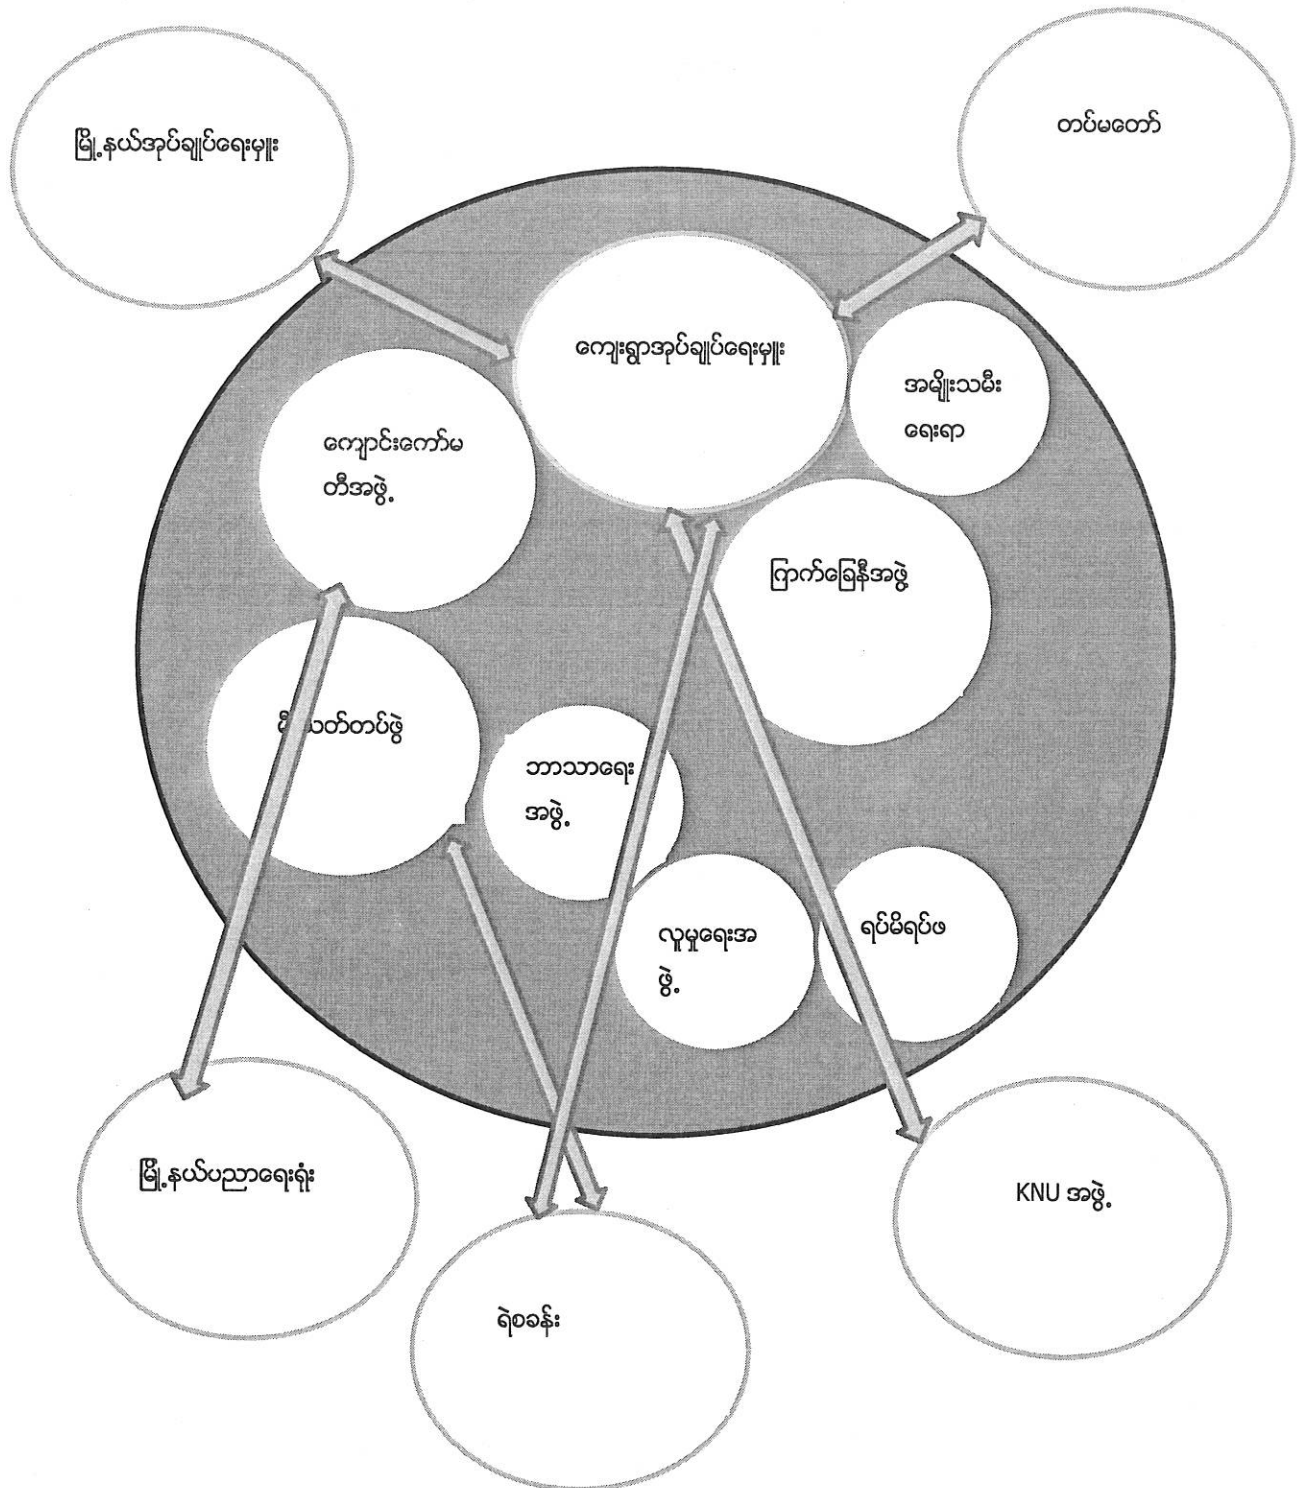 မြို့နယ်အုပ်ချုပ်ရေးမှူး
တပ်မတော်
ကျေးရွာအုပ်ချုပ်ရေးမှူး
အမျိုးသမီး
ရေးရာ
ကျောင်းကော်မ
တီအဖွဲ့
ကြက်ခြေနီအဖွဲ့
ဘာသာရေး
အဖွဲ့
လူမှုရေးအ
ဖွဲ့
ရပ်မိရပ်ဖ
မြို့နယ်ပညာရေးရုံး
KNU အဖွဲ့
ရဲစခန်း